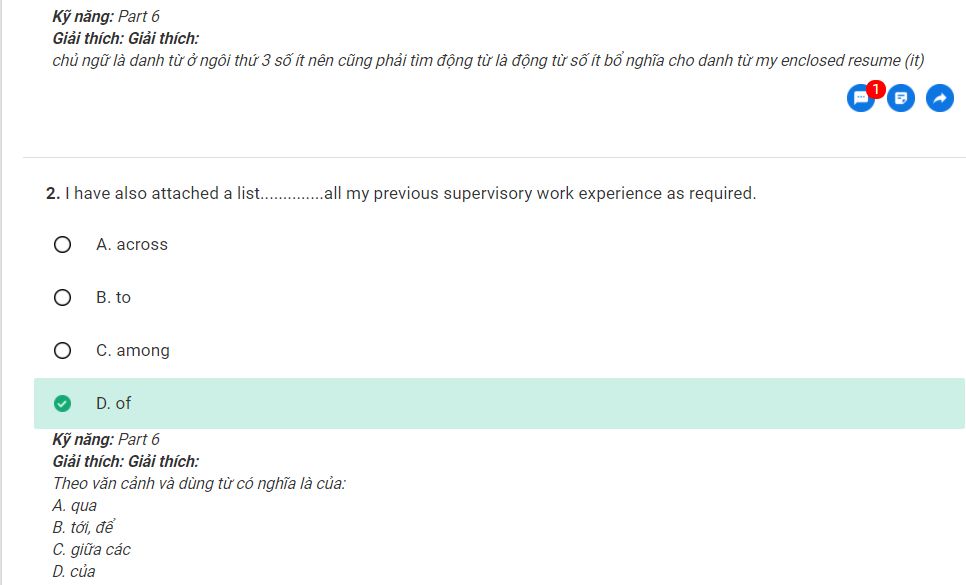 Kỹ năng: Part 6
Giải thích: Giải thích:
chủ ngữ là danh từ ở ngôi thứ 3 số ít nên cũng phải tìm động từ là động từ số ít bổ nghĩa cho danh từ my enclosed resume (it)
1
2. I have also attached a list..............all my previous supervisory work experience as required.
A. across
B. to
C. among
D. of
Kỹ năng: Part 6
Giải thích: Giải thích:
Theo văn cảnh và dùng từ có nghĩa là của:
A. qua
B. tới, để
C. giữa các
D. của